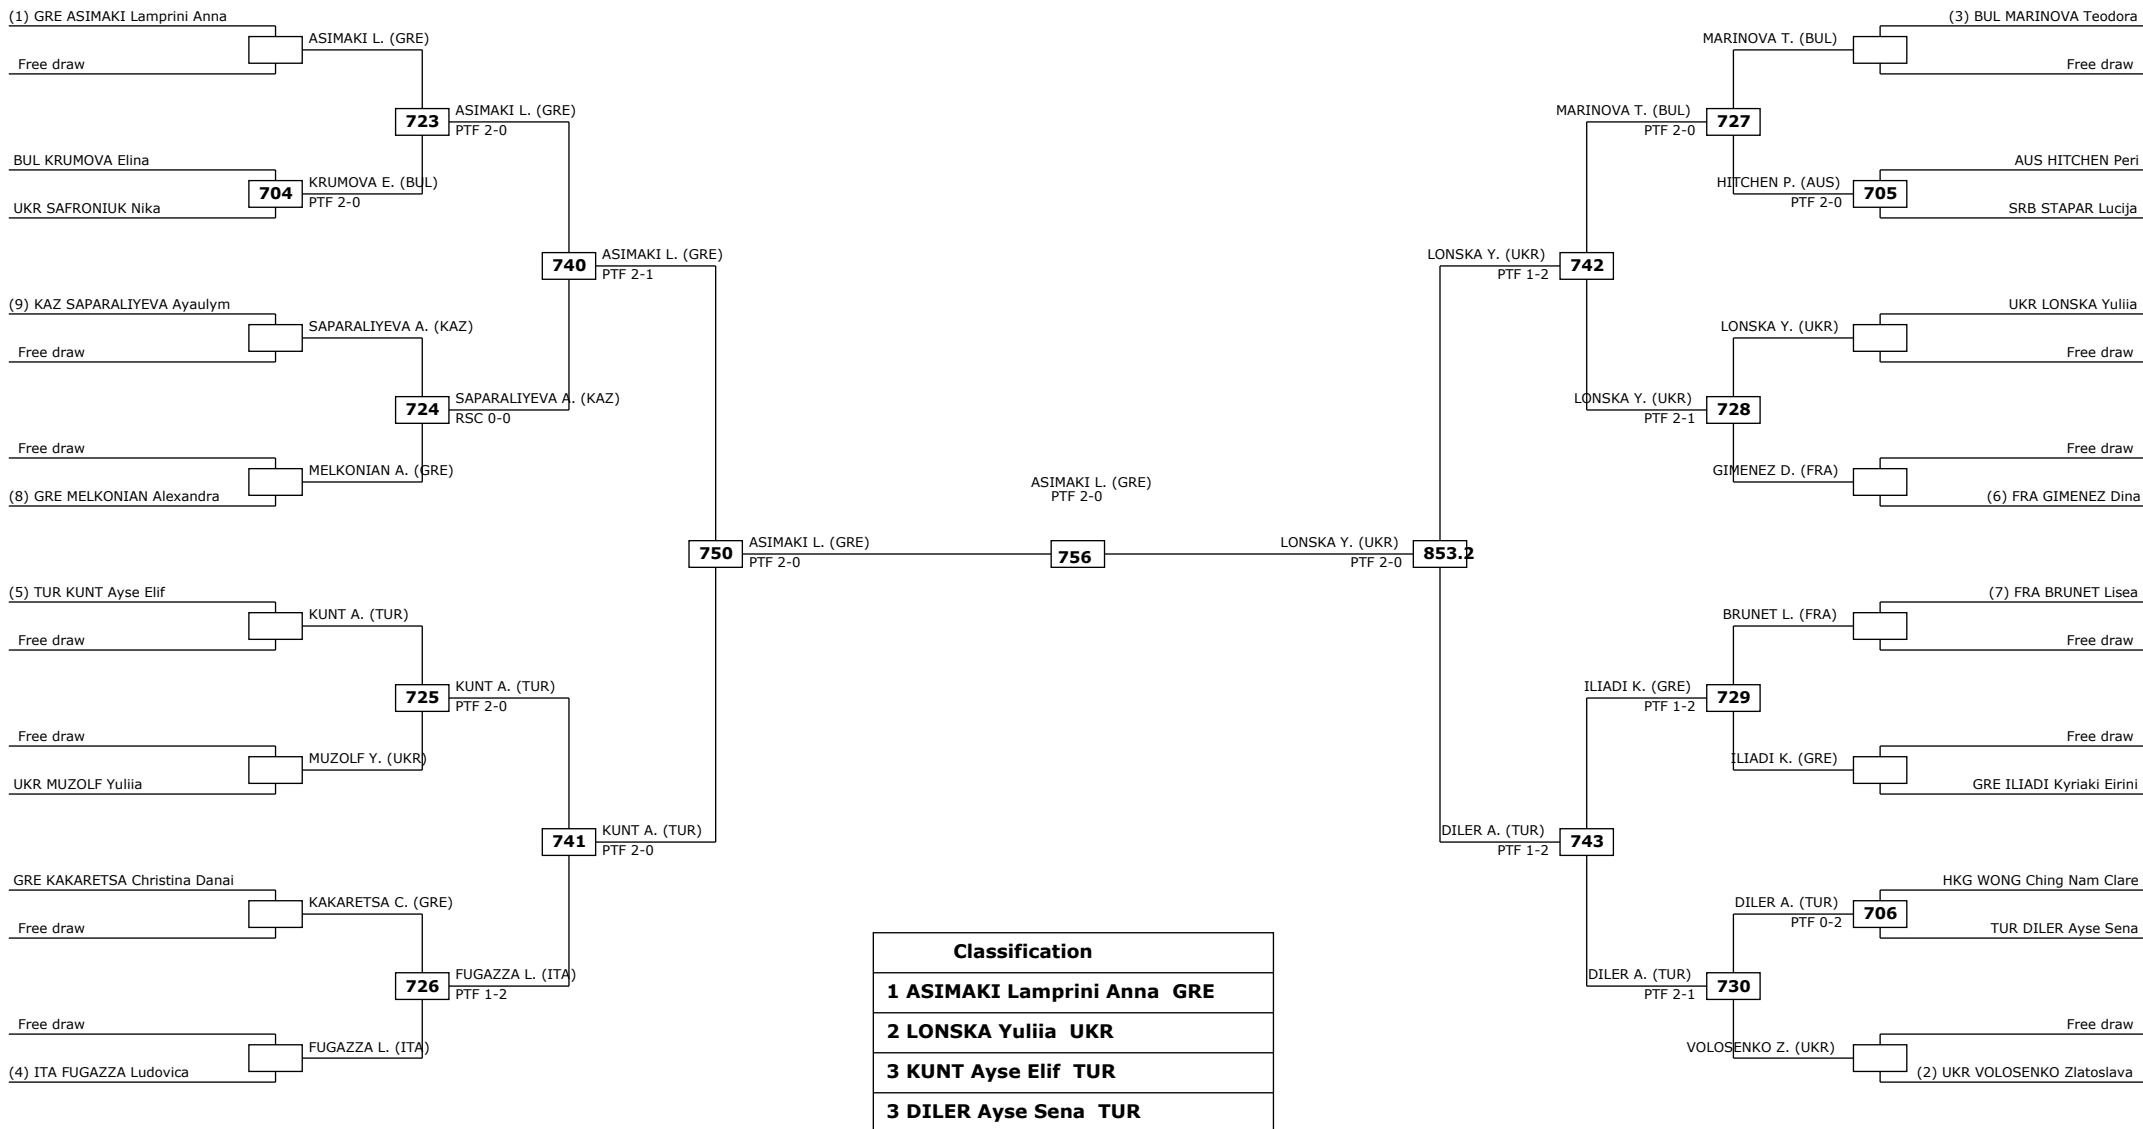 (1) GRE ASIMAKI Lamprini Anna
ASIMAKI L. (GRE)
Free draw
723
ASIMAKI L. (GRE)
PTF 2-0
BUL KRUMOVA Elina
704
KRUMOVA E. (BUL)
PTF 2-0
UKR SAFRONIUK Nika
740
ASIMAKI L. (GRE)
PTF 2-1
(9) KAZ SAPARALIYEVA Ayaulym
SAPARALIYEVA A. (KAZ)
Free draw
724
SAPARALIYEVA A. (KAZ)
RSC 0-0
Free draw
MELKONIAN A. (GRE)
(8) GRE MELKONIAN Alexandra
750
ASIMAKI L. (GRE)
PTF 2-0
(5) TUR KUNT Ayse Elif
KUNT A. (TUR)
Free draw
725
KUNT A. (TUR)
PTF 2-0
Free draw
MUZOLF Y. (UKR)
UKR MUZOLF Yuliia
741
KUNT A. (TUR)
PTF 2-0
GRE KAKARETSA Christina Danai
KAKARETSA C. (GRE)
Free draw
726
FUGAZZA L. (ITA)
PTF 1-2
Free draw
FUGAZZA L. (ITA)
(4) ITA FUGAZZA Ludovica
ASIMAKI L. (GRE)
PTF 2-0
756
LONSKA Y. (UKR)
PTF 2-0
853.2
(3) BUL MARINOVA Teodora
MARINOVA T. (BUL)
Free draw
MARINOVA T. (BUL)
PTF 2-0
727
AUS HITCHEN Peri
HITCHEN P. (AUS)
PTF 2-0
705
SRB STAPAR Lucija
LONSKA Y. (UKR)
PTF 1-2
742
UKR LONSKA Yuliia
LONSKA Y. (UKR)
Free draw
LONSKA Y. (UKR)
PTF 2-1
728
Free draw
GIMENEZ D. (FRA)
(6) FRA GIMENEZ Dina
(7) FRA BRUNET Lisea
BRUNET L. (FRA)
Free draw
ILIADI K. (GRE)
PTF 1-2
729
Free draw
ILIADI K. (GRE)
GRE ILIADI Kyriaki Eirini
DILER A. (TUR)
PTF 1-2
743
HKG WONG Ching Nam Clare
DILER A. (TUR)
PTF 0-2
706
TUR DILER Ayse Sena
DILER A. (TUR)
PTF 2-1
730
Free draw
VOLOSENKO Z. (UKR)
(2) UKR VOLOSENKO Zlatoslava
Classification
1 ASIMAKI Lamprini Anna GRE
2 LONSKA Yuliia UKR
3 KUNT Ayse Elif TUR
3 DILER Ayse Sena TUR